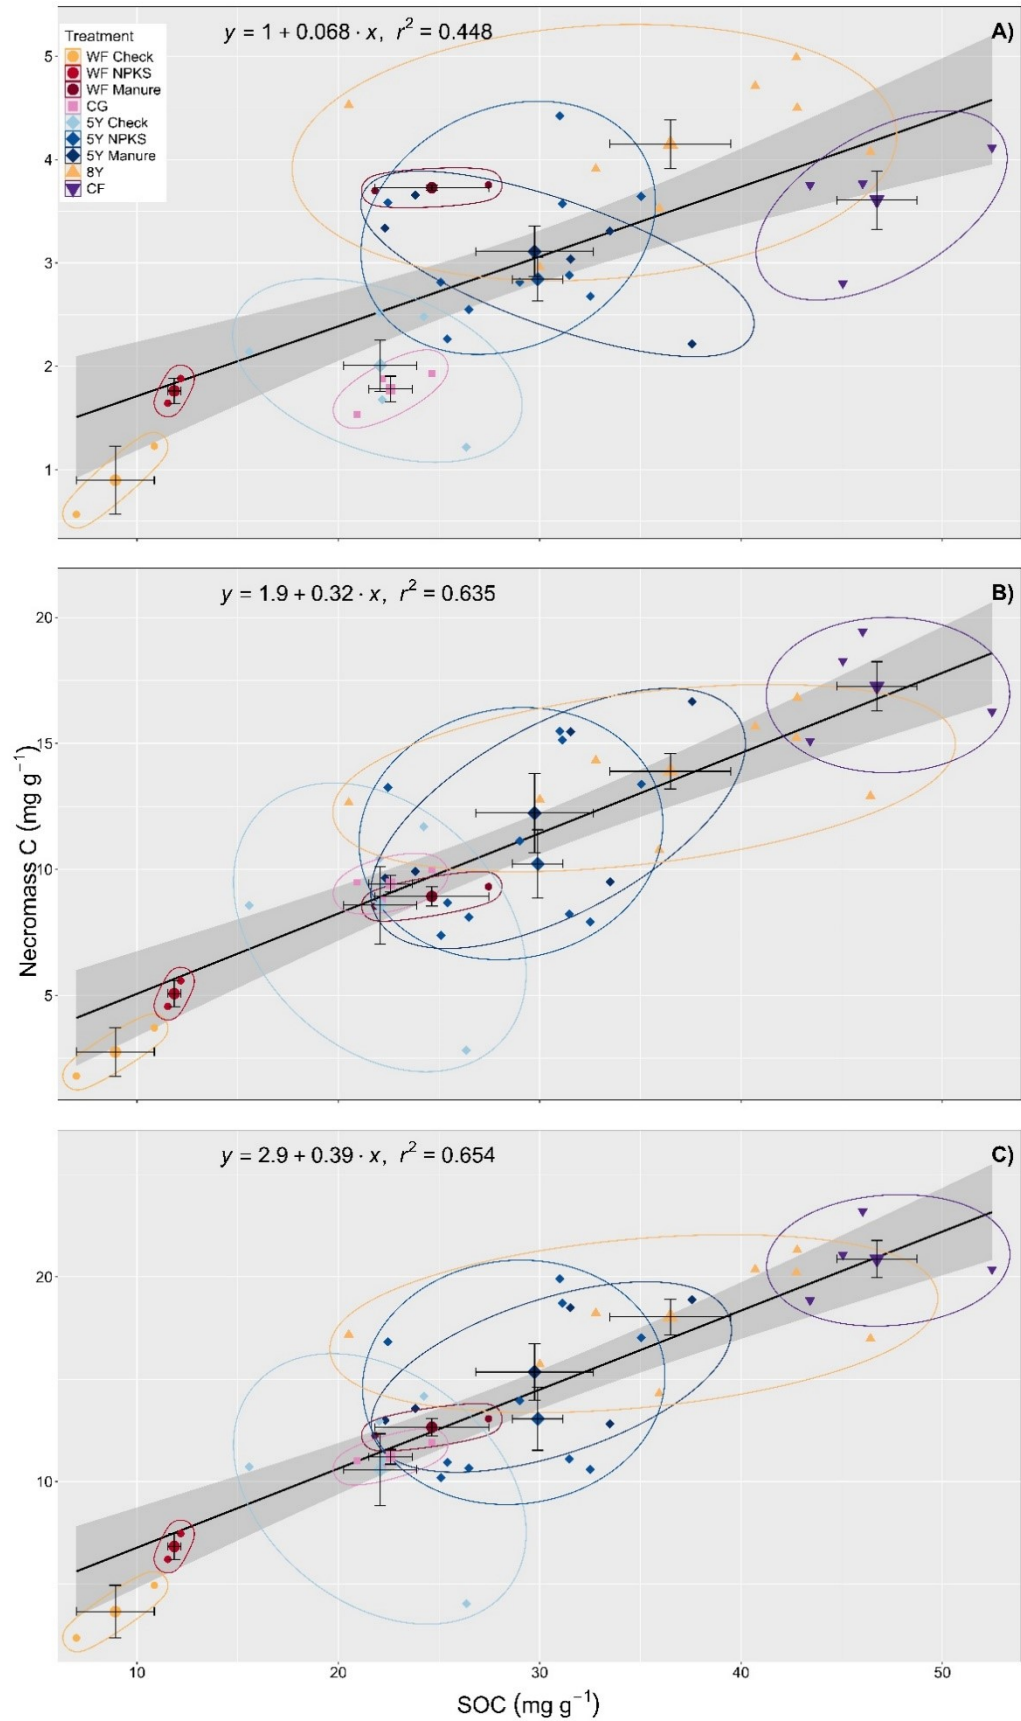 y = 1 + 0.068 · x, r² = 0.448
A)
Treatment
WF Check
WF NPKS
WF Manure
CG
5Y Check
5Y NPKS
5Y Manure
8Y
CF
5
4
3
2
1
y = 1.9 + 0.32 · x, r² = 0.635
B)
20
15
10
5
Necromass C (mg g⁻¹)
y = 2.9 + 0.39 · x, r² = 0.654
C)
20
10
10 20 30 40 50
SOC (mg g⁻¹)